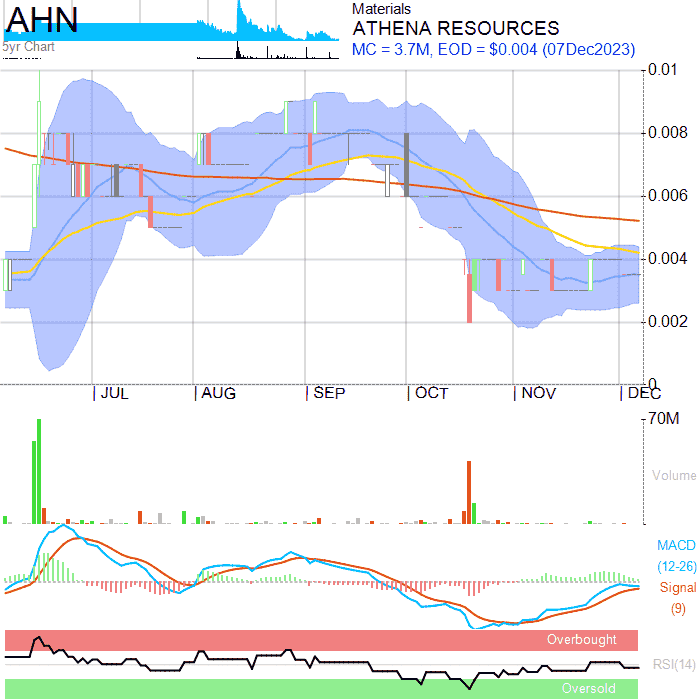 AHN
5yr Chart
Materials
ATHENA RESOURCES
MC = 3.7M, EOD = $0.004 (07Dec2023)
0.01
0.008
0.006
0.004
0.002
0
JUL AUG SEP OCT NOV DEC
70M
Volume
MACD
(12-26)
Signal
(9)
Overbought
RSI(14)
Oversold